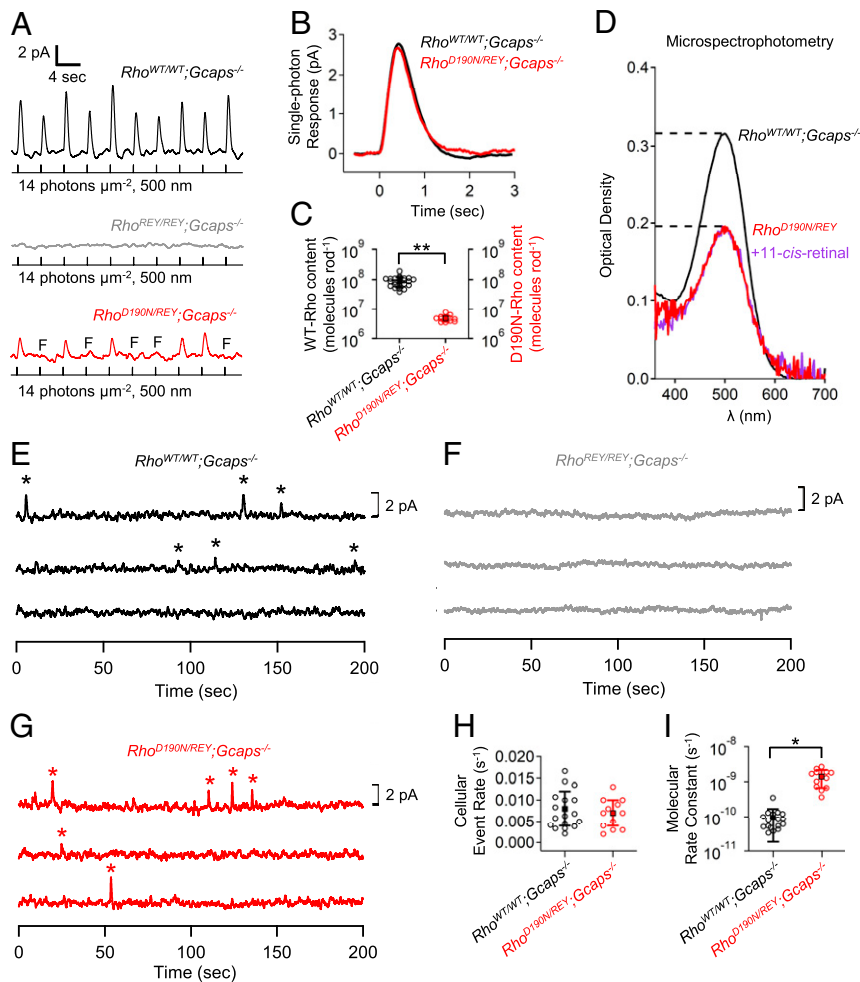 A
2 pA
4 sec
Rho^WT/WT;Gcaps^-/-
14 photons µm^-2, 500 nm
Rho^REY/REY;Gcaps^-/-
14 photons µm^-2, 500 nm
Rho^D190N/REY;Gcaps^-/-
F F F F F
14 photons µm^-2, 500 nm
B
Rho^WT/WT;Gcaps^-/-
Rho^D190N/REY;Gcaps^-/-
Single-photon
Response (pA)
3
2
1
0
0 1 2 3
Time (sec)
C
**
WT-Rho content
(molecules rod^-1)
10^9
10^8
10^7
10^6
10^9
10^8
10^7
10^6
D190N-Rho content
(molecules rod^-1)
Rho^WT/WT;Gcaps^-/-
Rho^D190N/REY;Gcaps^-/-
D
Microspectrophotometry
Optical Density
0.4
0.3
0.2
0.1
0.0
Rho^WT/WT;Gcaps^-/-
Rho^D190N/REY
+11-cis-retinal
400 500 600 700
λ (nm)
E
Rho^WT/WT;Gcaps^-/-
* * *
2 pA
* * *
0 50 100 150 200
Time (sec)
F
Rho^REY/REY;Gcaps^-/-
2 pA
0 50 100 150 200
Time (sec)
G
Rho^D190N/REY;Gcaps^-/-
* * * *
2 pA
*
*
0 50 100 150 200
Time (sec)
H
Cellular
Event Rate (s^-1)
0.020
0.015
0.010
0.005
0.000
Rho^WT/WT;Gcaps^-/-
Rho^D190N/REY;Gcaps^-/-
I
*
Molecular
Rate Constant (s^-1)
10^-8
10^-9
10^-10
10^-11
Rho^WT/WT;Gcaps^-/-
Rho^D190N/REY;Gcaps^-/-